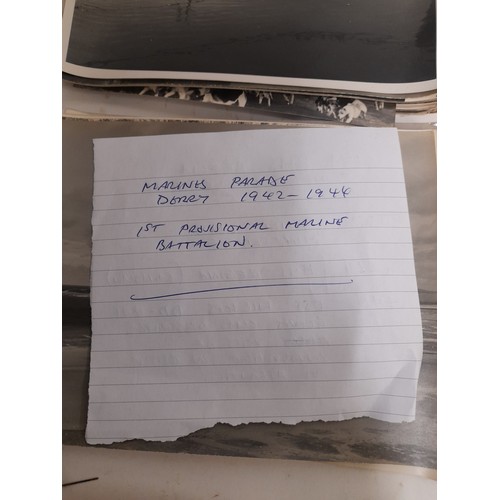 MARINES PARADE
DERRY 1942-1944
1ST PROVISIONAL MARINE
BATTALION.